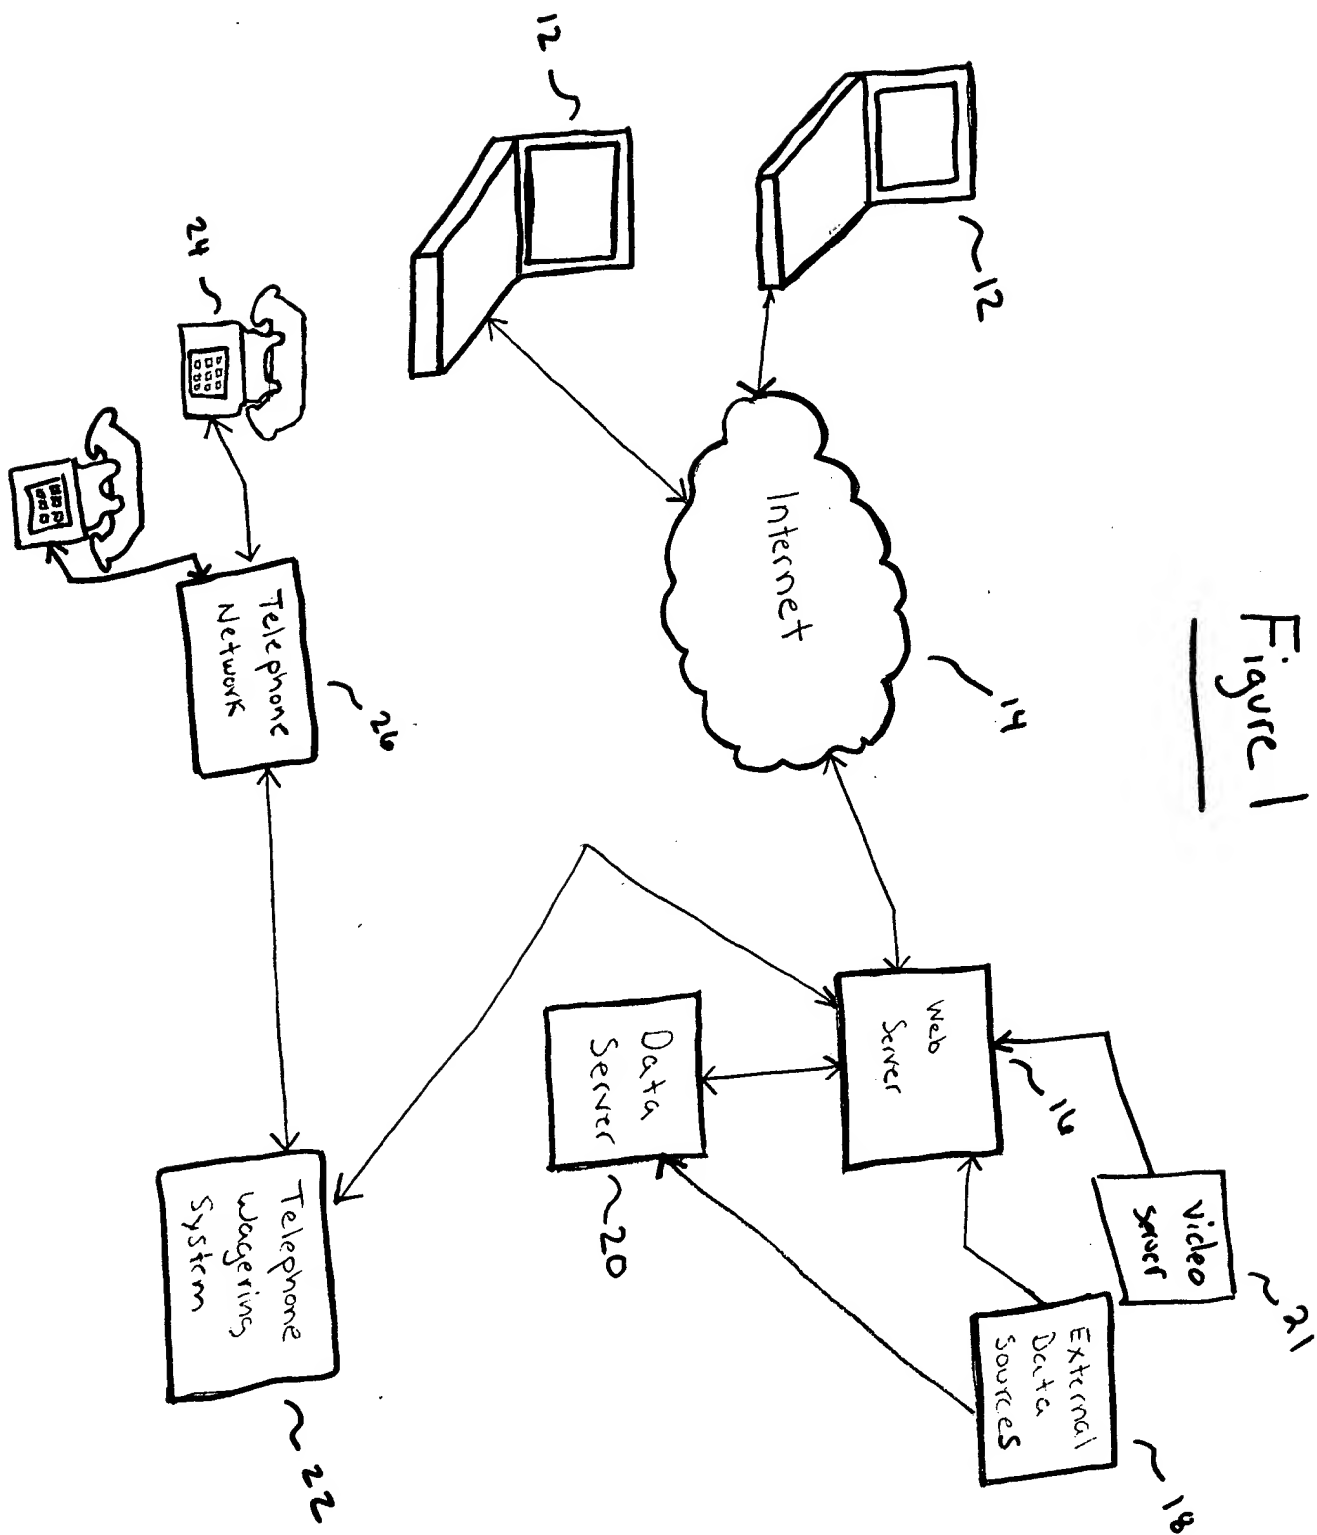 Figure 1
12
12
Internet
14
24
Telephone
Network
26
Web
Server
16
Video
Server
21
External
Data
Sources
18
Data
Server
20
Telephone
Wagering
System
22